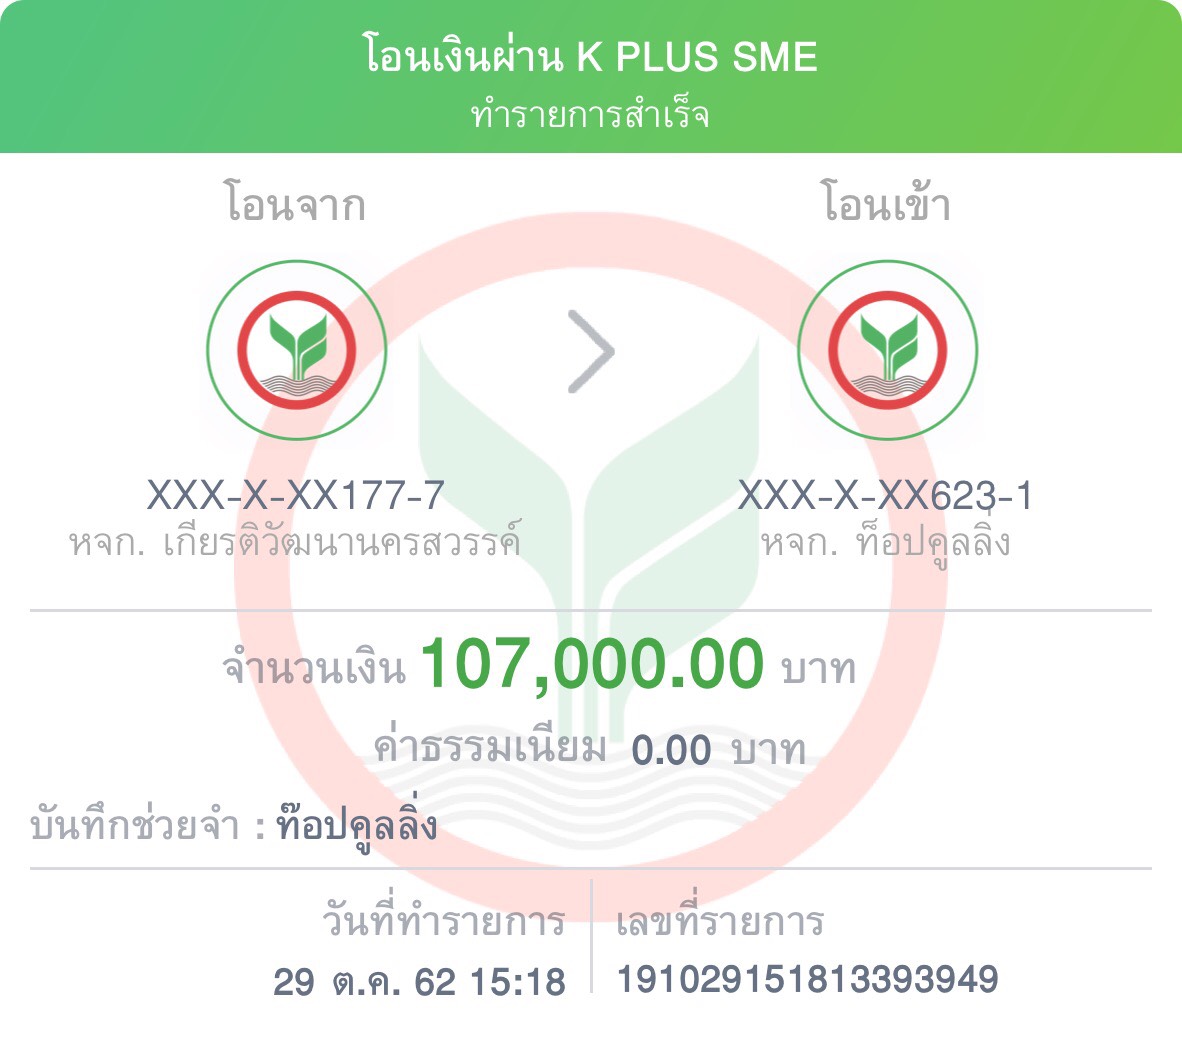 โอนเงินผ่าน K PLUS SME
ทำรายการสำเร็จ
โอนจาก
โอนเข้า
XXX-X-XX177-7
หจก. เกียรติวัฒนานครสวรรค์
XXX-X-XX623-1
หจก. ท็อปคูลลิ่ง
จำนวนเงิน 107,000.00 บาท
ค่าธรรมเนียม 0.00 บาท
บันทึกช่วยจำ : ท๊อปคูลลิ่ง
วันที่ทำรายการ
29 ต.ค. 62 15:18
เลขที่รายการ
191029151813393949